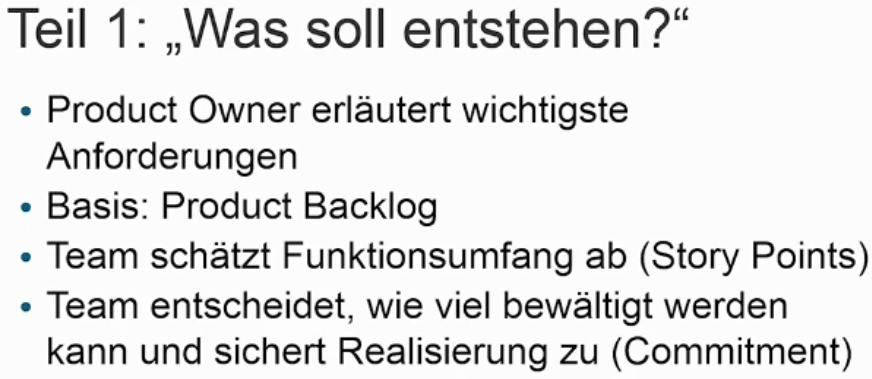 Teil 1: „Was soll entstehen?“
• Product Owner erläutert wichtigste
Anforderungen
• Basis: Product Backlog
• Team schätzt Funktionsumfang ab (Story Points)
• Team entscheidet, wie viel bewältigt werden
kann und sichert Realisierung zu (Commitment)